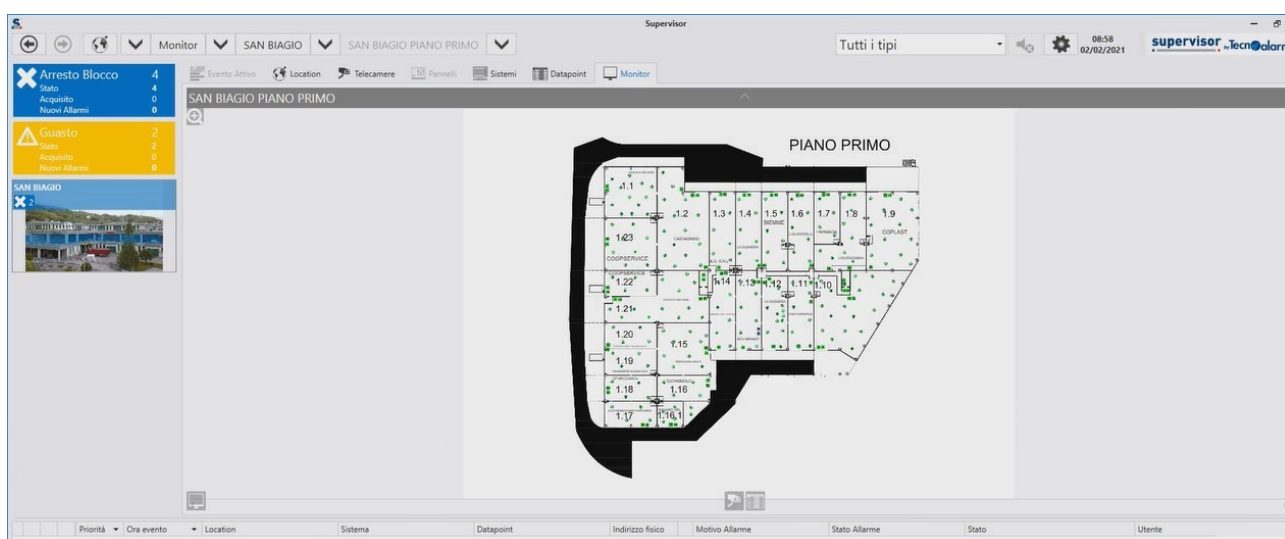 Supervisor
Monitor
SAN BIAGIO
SAN BIAGIO PIANO PRIMO
Tutti i tipi
08:58
02/02/2021
supervisor by Tecnoalarm
Arresto Blocco 4
Stato 4
Acquisito 0
Nuovi Allarmi 0
Evento Attivo
Location
Telecamere
Pannelli
Sistemi
Datapoint
Monitor
SAN BIAGIO PIANO PRIMO
Guasto 2
Stato 2
Acquisito 0
Nuovi Allarmi 0
SAN BIAGIO
2
PIANO PRIMO
1.1
1.2
1.3
1.4
1.5
1.6
1.7
1.8
1.9
BIEMME
COPLAST
1.23
COOPSERVICE
COOPSERVICE
1.22
1.14
1.13
1.12
1.11
1.10
1.21
1.20
1.15
1.19
1.18
1.16
1.17
1.16.1
Priorità
Ora evento
Location
Sistema
Datapoint
Indirizzo fisico
Motivo Allarme
Stato Allarme
Stato
Utente